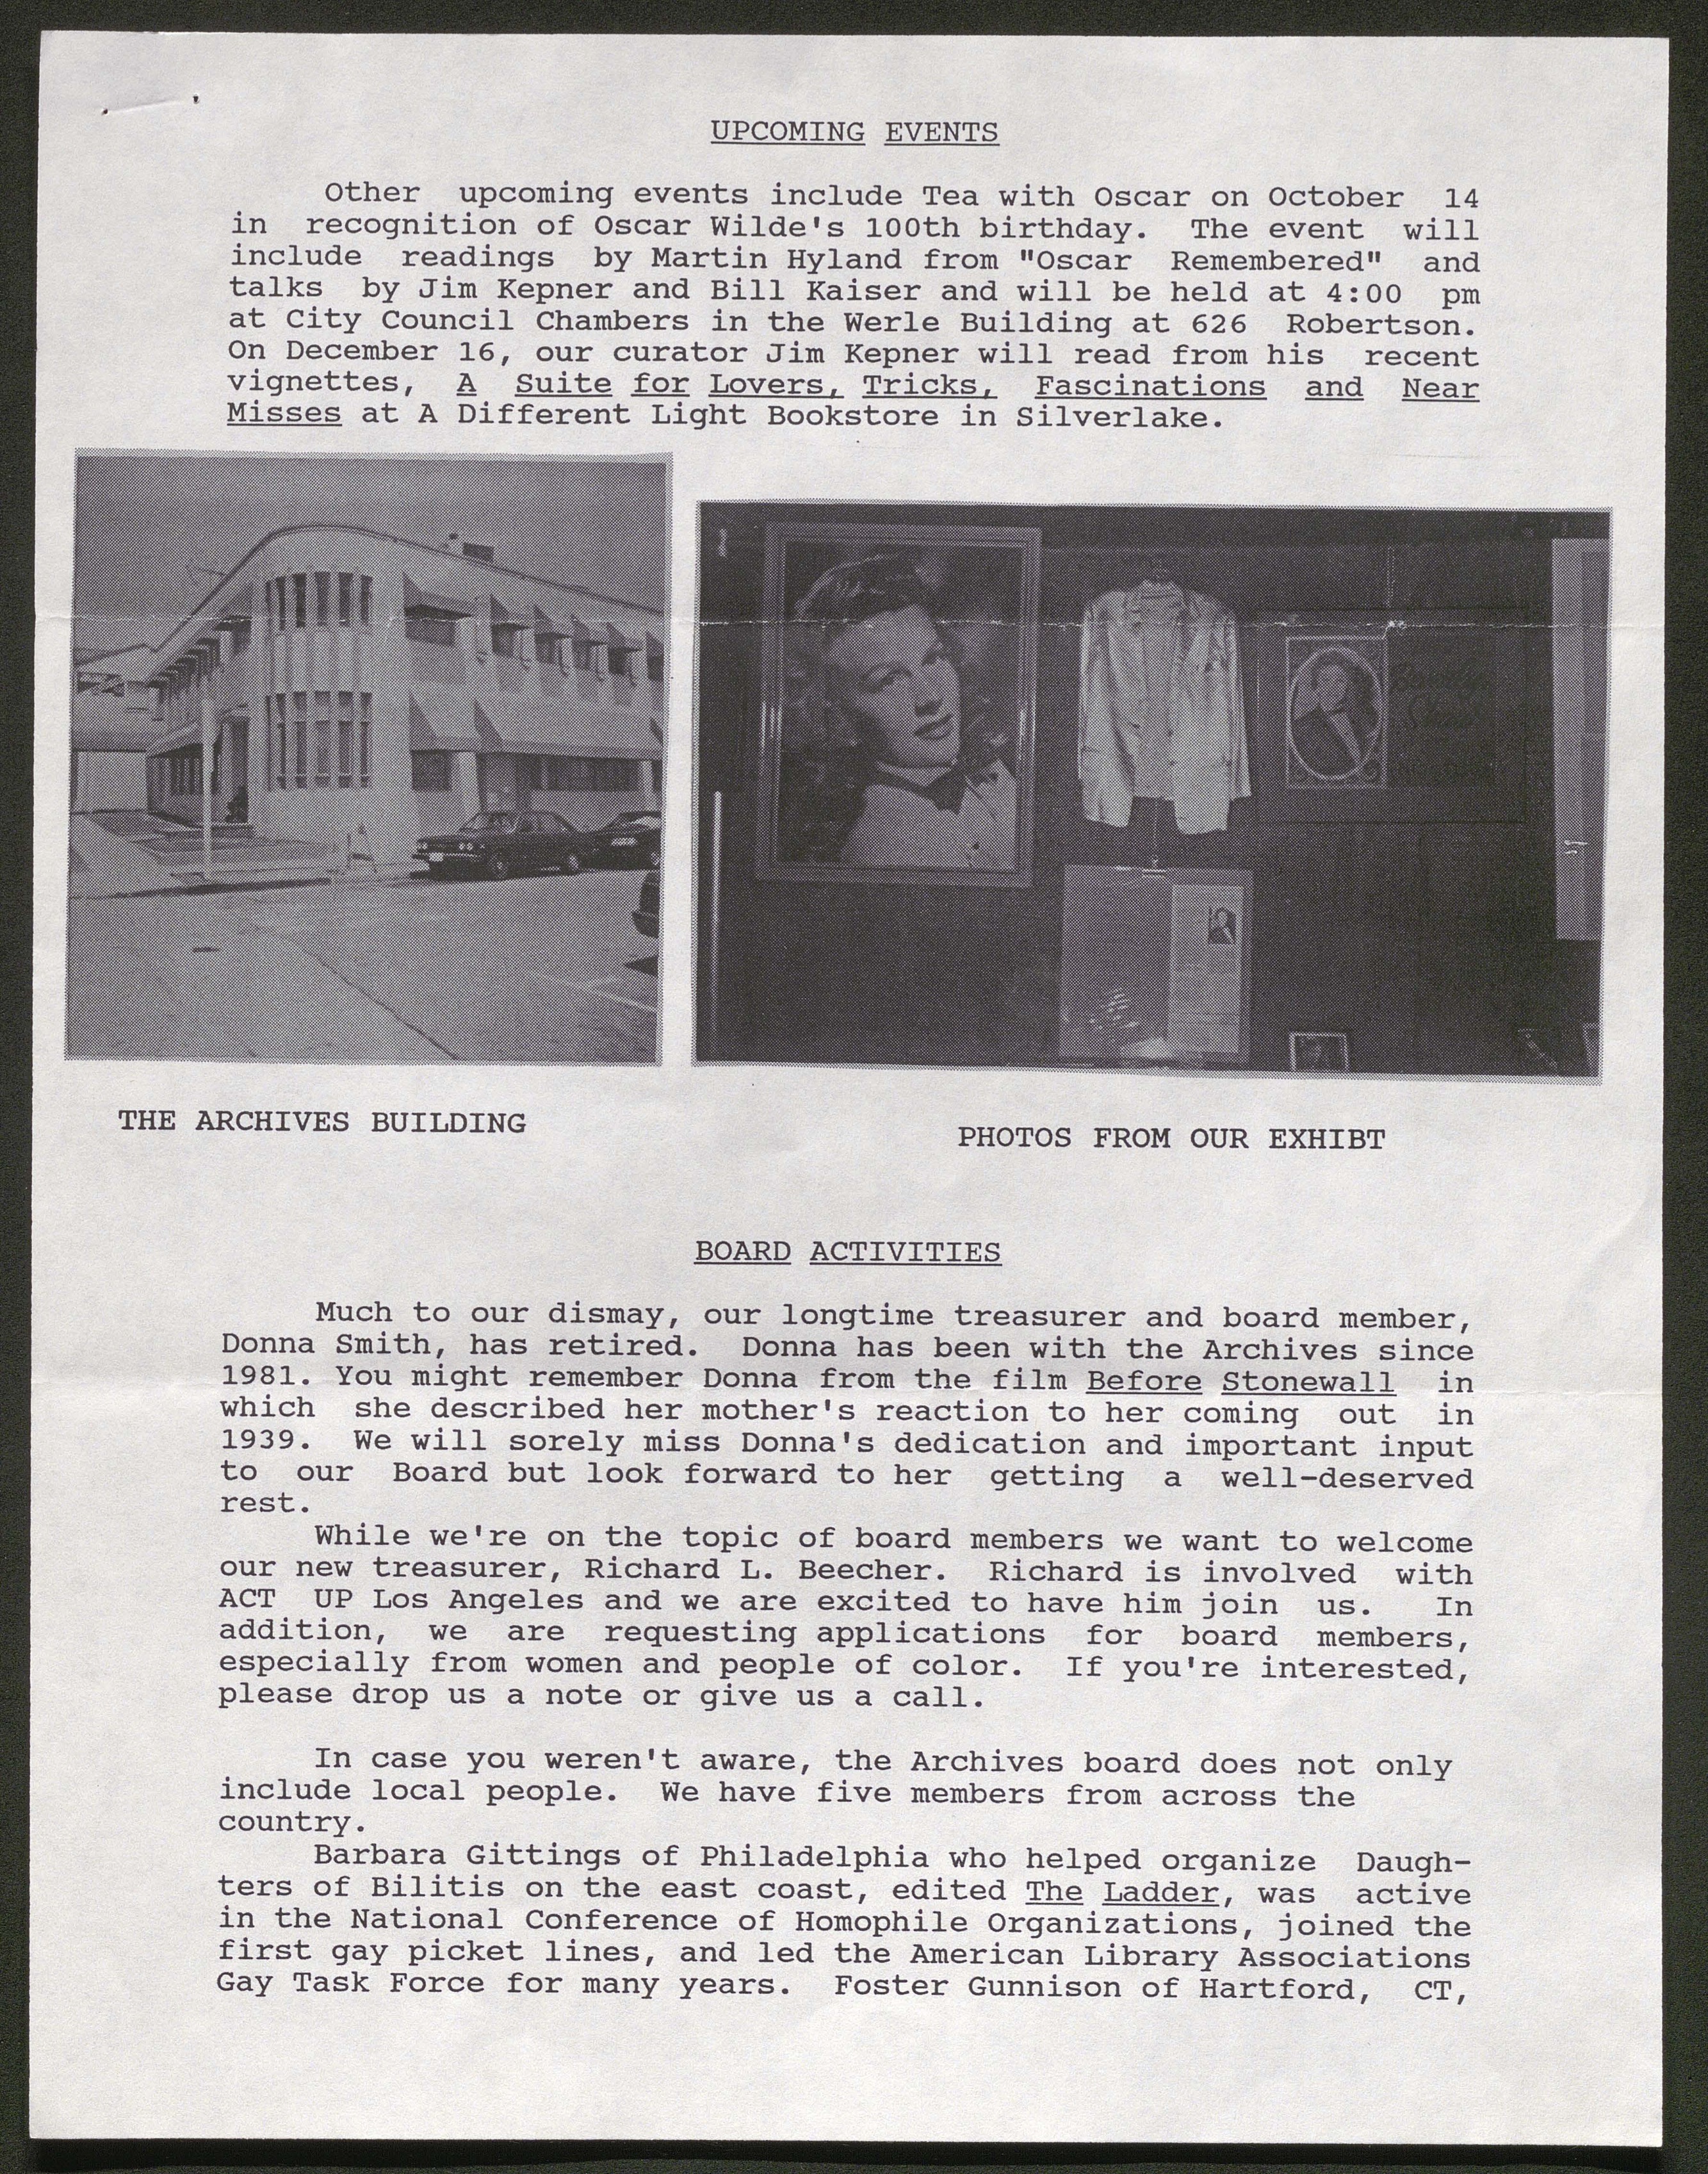 UPCOMING EVENTS
Other upcoming events include Tea with Oscar on October 14
in recognition of Oscar Wilde's 100th birthday. The event will
include readings by Martin Hyland from "Oscar Remembered" and
talks by Jim Kepner and Bill Kaiser and will be held at 4:00 pm
at City Council Chambers in the Werle Building at 626 Robertson.
On December 16, our curator Jim Kepner will read from his recent
vignettes, A Suite for Lovers, Tricks, Fascinations and Near
Misses at A Different Light Bookstore in Silverlake.
THE ARCHIVES BUILDING
PHOTOS FROM OUR EXHIBT
BOARD ACTIVITIES
Much to our dismay, our longtime treasurer and board member,
Donna Smith, has retired. Donna has been with the Archives since
1981. You might remember Donna from the film Before Stonewall in
which she described her mother's reaction to her coming out in
1939. We will sorely miss Donna's dedication and important input
to our Board but look forward to her getting a well-deserved
rest.
While we're on the topic of board members we want to welcome
our new treasurer, Richard L. Beecher. Richard is involved with
ACT UP Los Angeles and we are excited to have him join us. In
addition, we are requesting applications for board members,
especially from women and people of color. If you're interested,
please drop us a note or give us a call.
In case you weren't aware, the Archives board does not only
include local people. We have five members from across the
country.
Barbara Gittings of Philadelphia who helped organize Daugh-
ters of Bilitis on the east coast, edited The Ladder, was active
in the National Conference of Homophile Organizations, joined the
first gay picket lines, and led the American Library Associations
Gay Task Force for many years. Foster Gunnison of Hartford, CT,